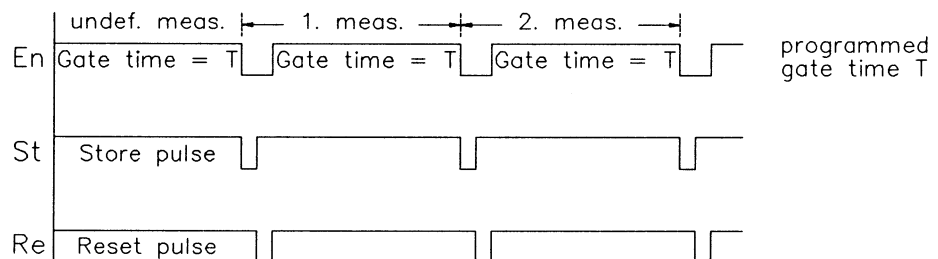 undef. meas. 1. meas. 2. meas.
En Gate time = T Gate time = T Gate time = T programmed
gate time T
St Store pulse
Re Reset pulse